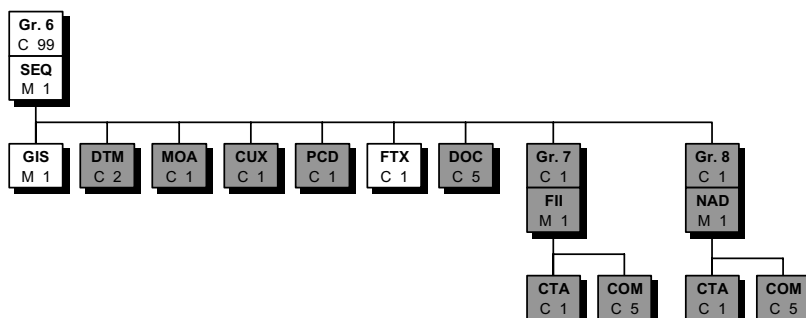 Gr. 6
C 99
SEQ
M 1
GIS
M 1
DTM
C 2
MOA
C 1
CUX
C 1
PCD
C 1
FTX
C 1
DOC
C 5
Gr. 7
C 1
FII
M 1
Gr. 8
C 1
NAD
M 1
CTA
C 1
COM
C 5
CTA
C 1
COM
C 5